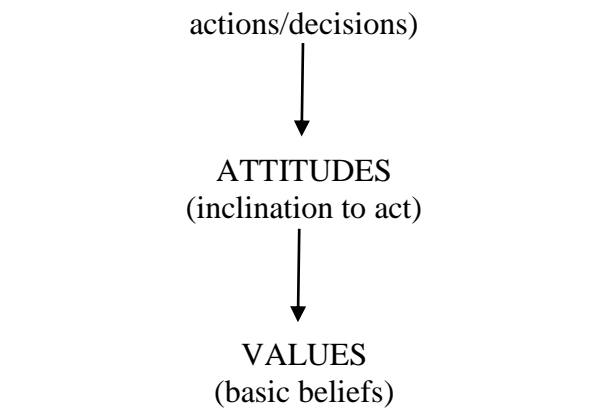 actions/decisions)
ATTITUDES
(inclination to act)
VALUES
(basic beliefs)